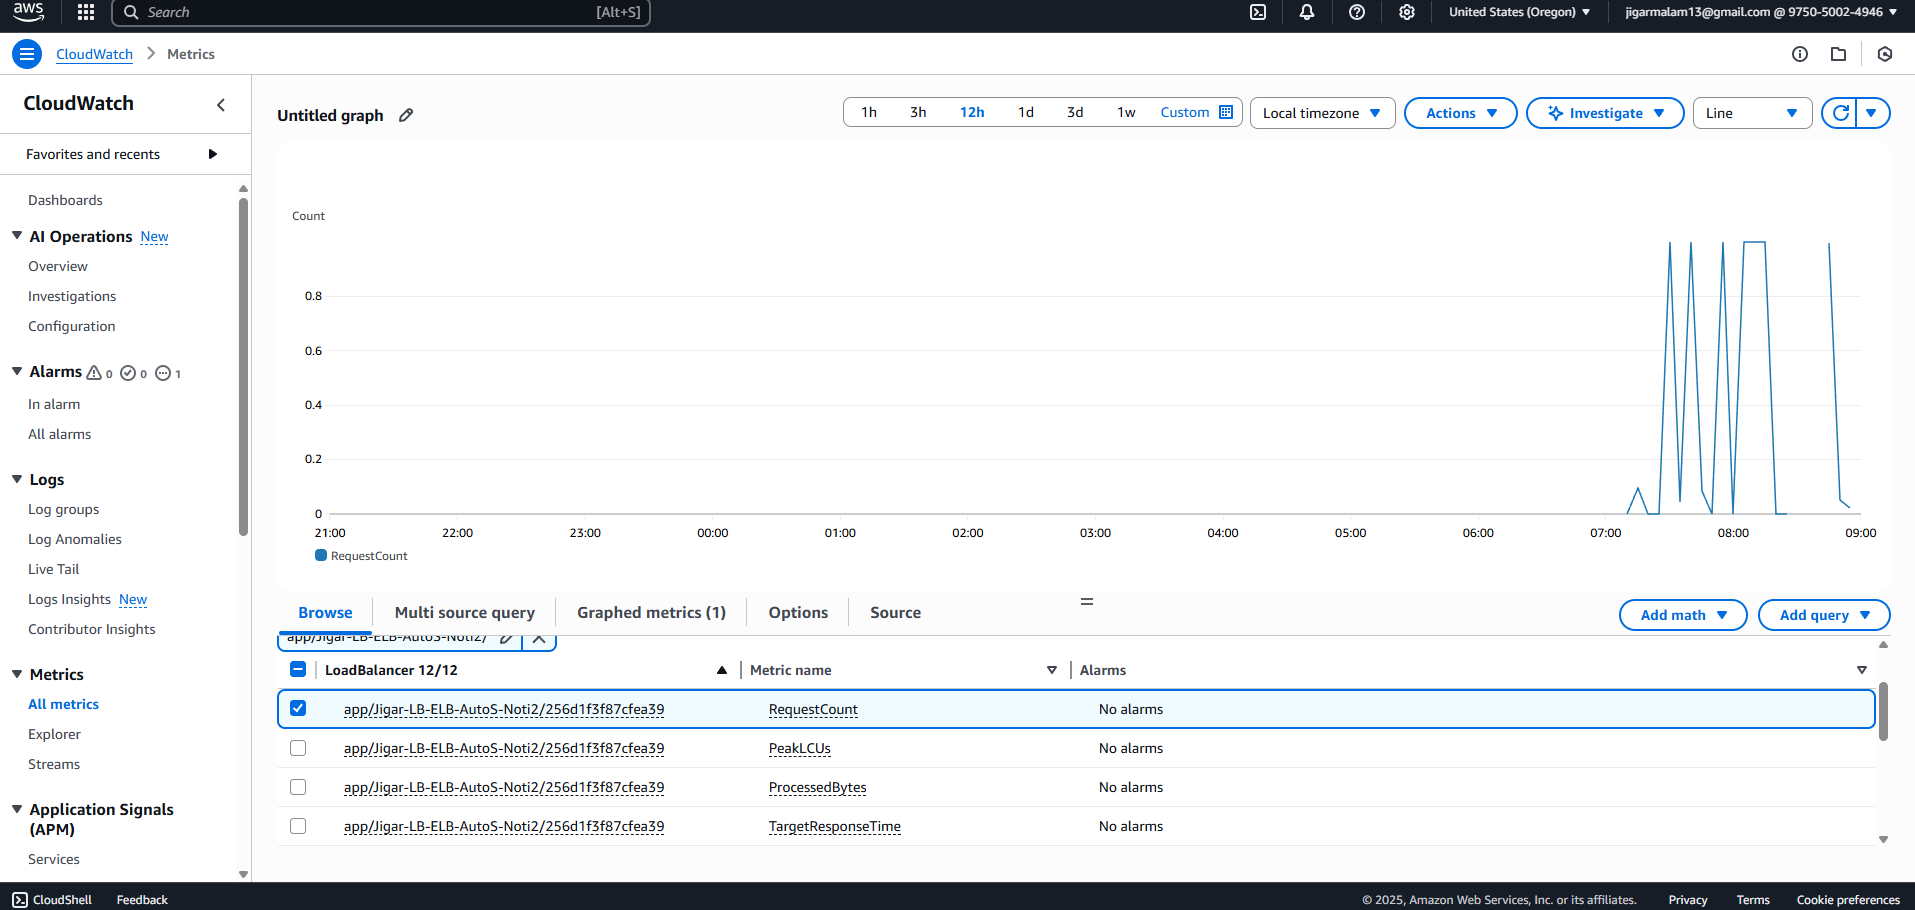 aws
Search [Alt+S] United States (Oregon) jigarmalam13@gmail.com @ 9750-5002-4946
CloudWatch Metrics
CloudWatch
Favorites and recents
Dashboards
AI Operations New
Overview
Investigations
Configuration
Alarms 0 0 1
In alarm
All alarms
Logs
Log groups
Log Anomalies
Live Tail
Logs Insights New
Contributor Insights
Metrics
All metrics
Explorer
Streams
Application Signals
(APM)
Services
Untitled graph
1h 3h 12h 1d 3d 1w Custom Local timezone Actions Investigate Line
Count
0.8
0.6
0.4
0.2
0
21:00 22:00 23:00 00:00 01:00 02:00 03:00 04:00 05:00 06:00 07:00 08:00 09:00
RequestCount
Browse Multi source query Graphed metrics (1) Options Source Add math Add query
app/Jigar-LB-ELB-AutoS-Noti2/
LoadBalancer 12/12 Metric name Alarms
app/Jigar-LB-ELB-AutoS-Noti2/256d1f3f87cfea39 RequestCount No alarms
app/Jigar-LB-ELB-AutoS-Noti2/256d1f3f87cfea39 PeakLCUs No alarms
app/Jigar-LB-ELB-AutoS-Noti2/256d1f3f87cfea39 ProcessedBytes No alarms
app/Jigar-LB-ELB-AutoS-Noti2/256d1f3f87cfea39 TargetResponseTime No alarms
CloudShell Feedback © 2025, Amazon Web Services, Inc. or its affiliates. Privacy Terms Cookie preferences